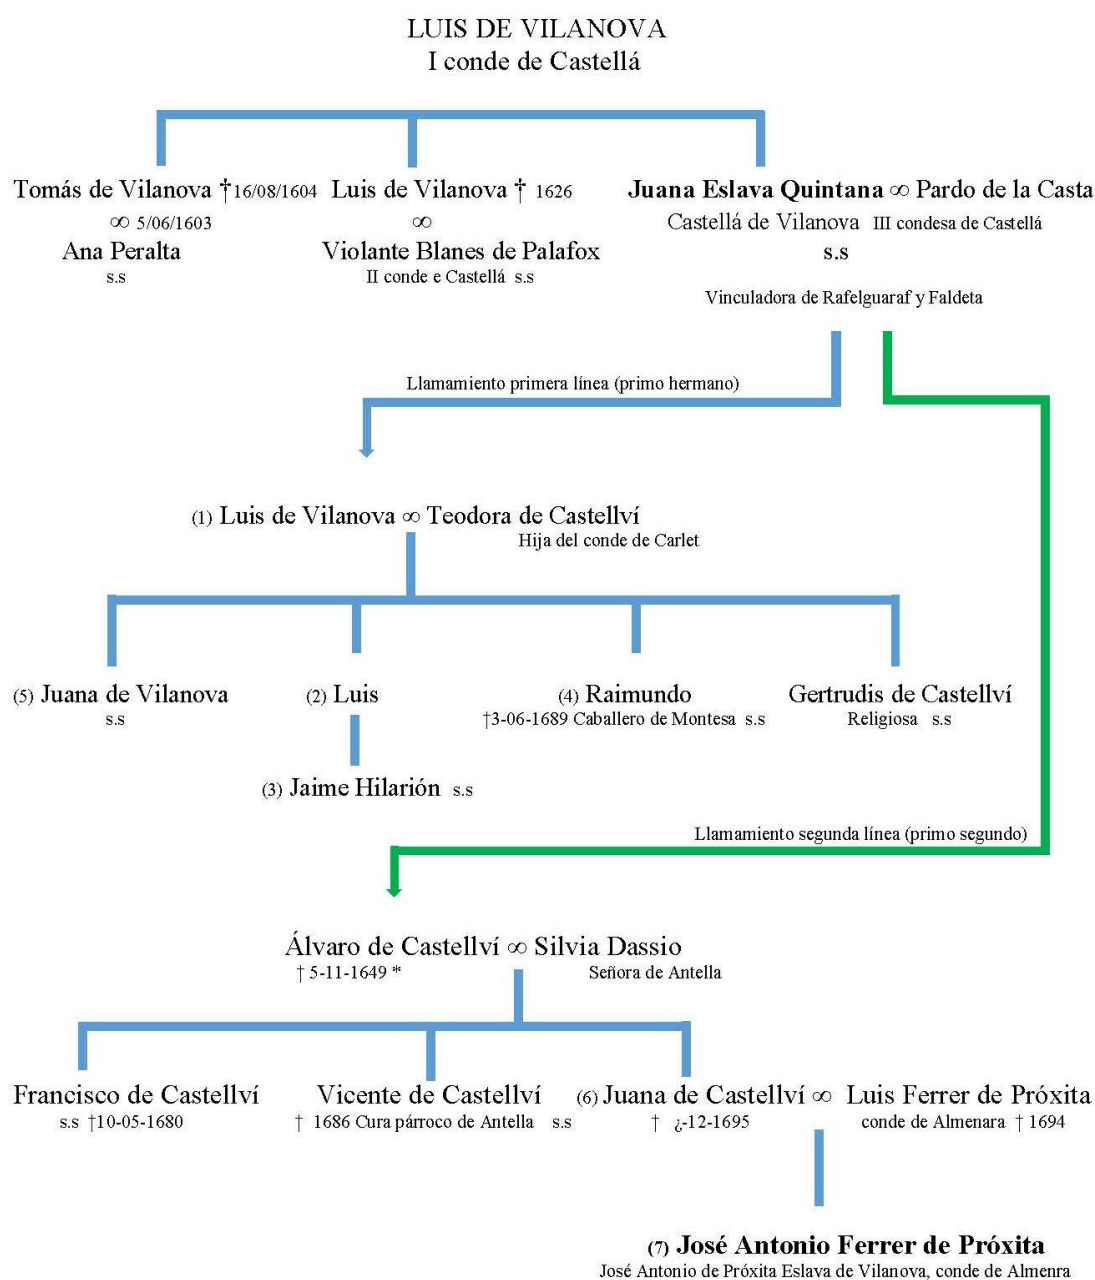 LUIS DE VILANOVA
I conde de Castellá
Tomás de Vilanova †16/08/1604
∞ 5/06/1603
Ana Peralta
s.s
Luis de Vilanova † 1626
∞
Violante Blanes de Palafox
II conde e Castellá s.s
Juana Eslava Quintana ∞ Pardo de la Casta
Castellá de Vilanova III condesa de Castellá
s.s
Vinculadora de Rafelguaraf y Faldeta
Llamamiento primera línea (primo hermano)
(1) Luis de Vilanova ∞ Teodora de Castellví
Hija del conde de Carlet
(5) Juana de Vilanova
s.s
(2) Luis
(4) Raimundo
†3-06-1689 Caballero de Montesa s.s
Gertrudis de Castellví
Religiosa s.s
(3) Jaime Hilarión s.s
Llamamiento segunda línea (primo segundo)
Álvaro de Castellví ∞ Silvia Dassio
† 5-11-1649 * Señora de Antella
Francisco de Castellví
s.s †10-05-1680
Vicente de Castellví
† 1686 Cura párroco de Antella s.s
(6) Juana de Castellví ∞ Luis Ferrer de Próxita
† ¿-12-1695 conde de Almenara † 1694
(7) José Antonio Ferrer de Próxita
José Antonio de Próxita Eslava de Vilanova, conde de Almenra